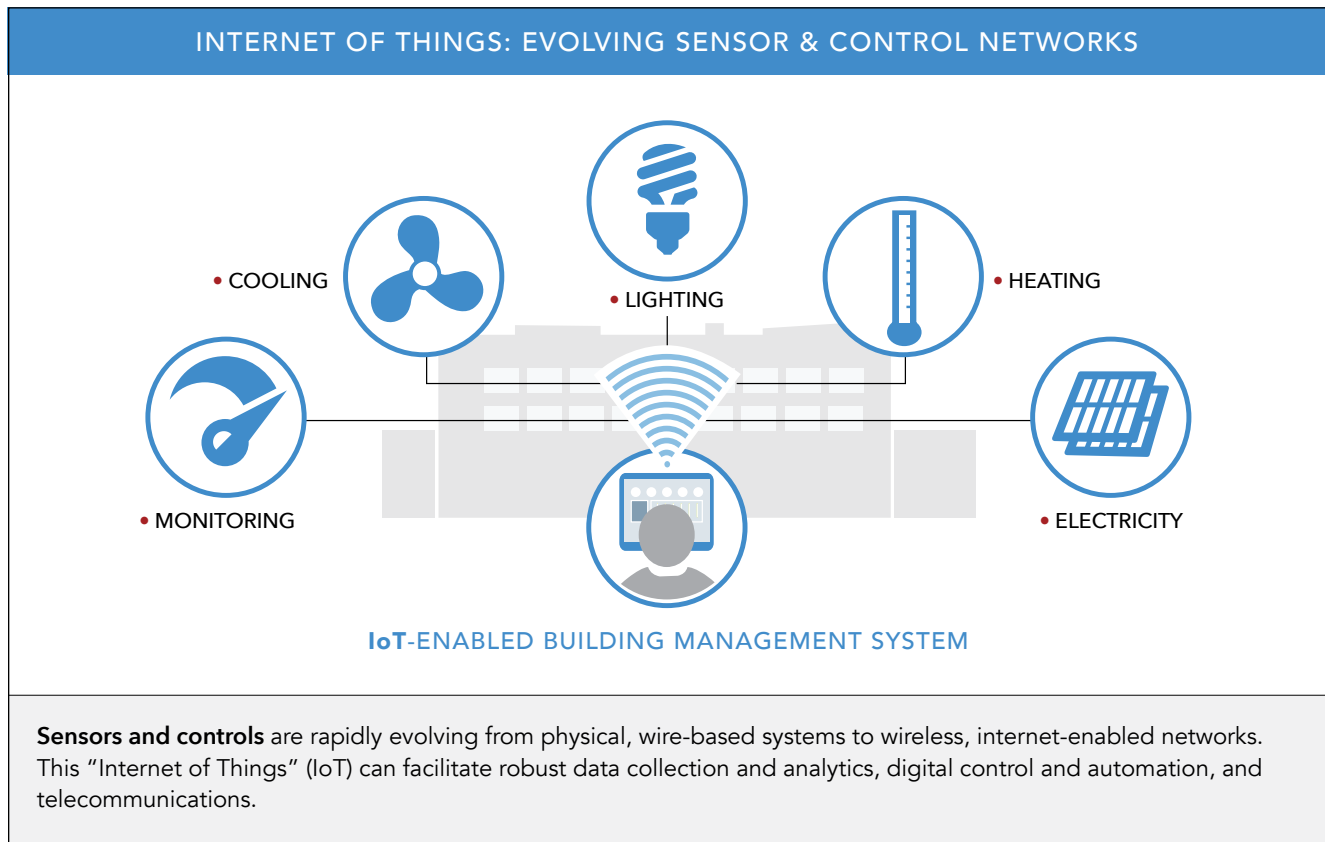 INTERNET OF THINGS: EVOLVING SENSOR & CONTROL NETWORKS
• LIGHTING
• COOLING
• HEATING
• MONITORING
• ELECTRICITY
IoT-ENABLED BUILDING MANAGEMENT SYSTEM
Sensors and controls are rapidly evolving from physical, wire-based systems to wireless, internet-enabled networks.
This “Internet of Things” (IoT) can facilitate robust data collection and analytics, digital control and automation, and
telecommunications.